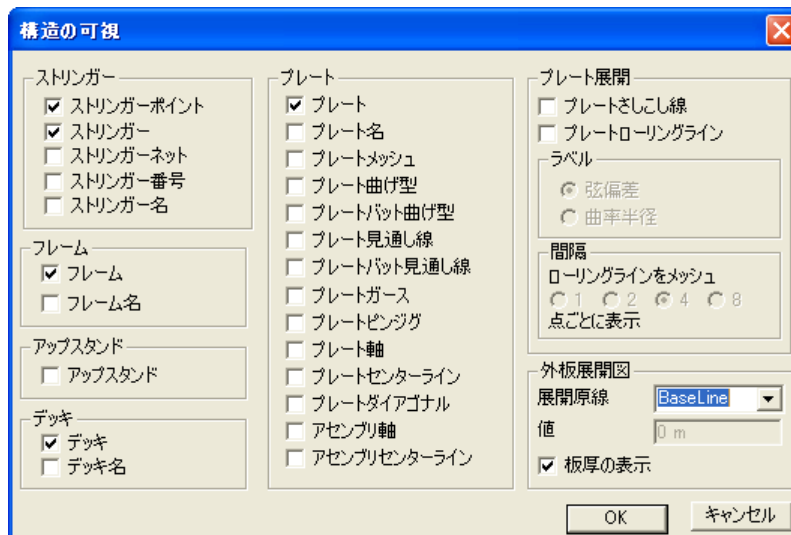 構造の可視
ストリンガー
ストリンガーポイント
ストリンガー
ストリンガーネット
ストリンガー番号
ストリンガー名
フレーム
フレーム
フレーム名
アップスタンド
アップスタンド
デッキ
デッキ
デッキ名
プレート
プレート
プレート名
プレートメッシュ
プレート曲げ型
プレートバット曲げ型
プレート見通し線
プレートバット見通し線
プレートガース
プレートピンジグ
プレート軸
プレートセンターライン
プレートダイアゴナル
アセンブリ軸
アセンブリセンターライン
プレート展開
プレートさしこし線
プレートローリングライン
ラベル
弦偏差
曲率半径
間隔
ローリングラインをメッシュ
1 2 4 8
点ごとに表示
外板展開図
展開原線 BaseLine
値 0 m
板厚の表示
OK キャンセル